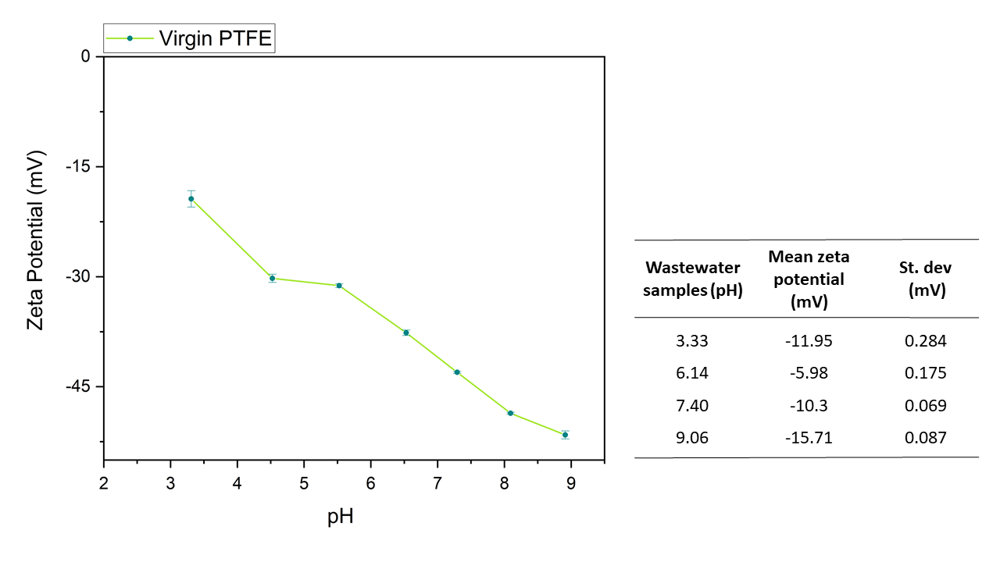 Virgin PTFE
0
-15
-30
-45
Zeta Potential (mV)
2 3 4 5 6 7 8 9
pH
Wastewater
samples (pH)
Mean zeta
potential
(mV)
St. dev
(mV)
3.33 -11.95 0.284
6.14 -5.98 0.175
7.40 -10.3 0.069
9.06 -15.71 0.087